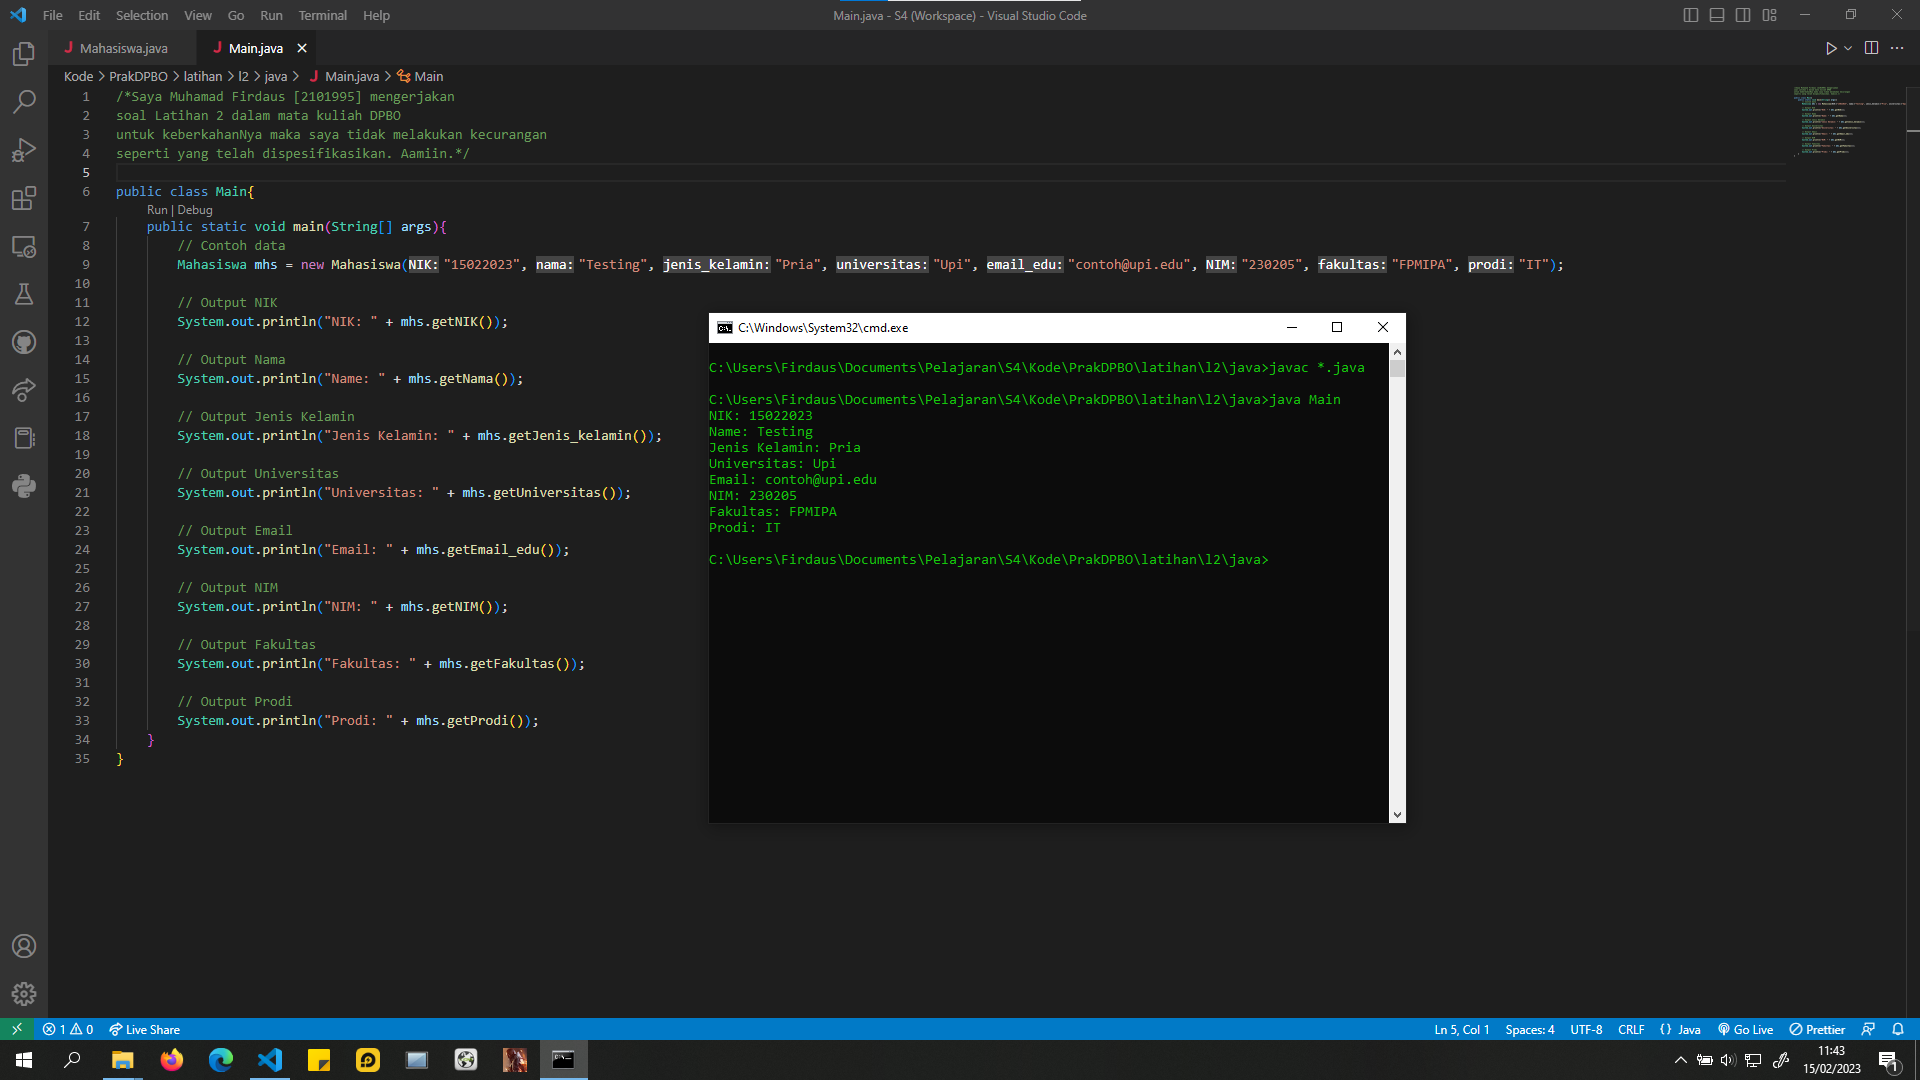 File Edit Selection View Go Run Terminal Help
Main.java - S4 (Workspace) - Visual Studio Code
Mahasiswa.java
Main.java
Kode > PrakDPBO > latihan > l2 > java > Main.java > Main
1 /*Saya Muhamad Firdaus [2101995] mengerjakan
2 soal Latihan 2 dalam mata kuliah DPBO
3 untuk keberkahanNya maka saya tidak melakukan kecurangan
4 seperti yang telah dispesifikasikan. Aamiin.*/
5
6 public class Main{
Run | Debug
7 public static void main(String[] args){
8 // Contoh data
9 Mahasiswa mhs = new Mahasiswa(NIK: "15022023", nama: "Testing", jenis_kelamin: "Pria", universitas: "Upi", email_edu: "contoh@upi.edu", NIM: "230205", fakultas: "FPMIPA", prodi: "IT");
10
11 // Output NIK
12 System.out.println("NIK: " + mhs.getNIK());
13
14 // Output Nama
15 System.out.println("Name: " + mhs.getNama());
16
17 // Output Jenis Kelamin
18 System.out.println("Jenis Kelamin: " + mhs.getJenis_kelamin());
19
20 // Output Universitas
21 System.out.println("Universitas: " + mhs.getUniversitas());
22
23 // Output Email
24 System.out.println("Email: " + mhs.getEmail_edu());
25
26 // Output NIM
27 System.out.println("NIM: " + mhs.getNIM());
28
29 // Output Fakultas
30 System.out.println("Fakultas: " + mhs.getFakultas());
31
32 // Output Prodi
33 System.out.println("Prodi: " + mhs.getProdi());
34 }
35 }
C:\Windows\System32\cmd.exe
C:\Users\Firdaus\Documents\Pelajaran\S4\Kode\PrakDPBO\latihan\l2\java>javac *.java
C:\Users\Firdaus\Documents\Pelajaran\S4\Kode\PrakDPBO\latihan\l2\java>java Main
NIK: 15022023
Name: Testing
Jenis Kelamin: Pria
Universitas: Upi
Email: contoh@upi.edu
NIM: 230205
Fakultas: FPMIPA
Prodi: IT
C:\Users\Firdaus\Documents\Pelajaran\S4\Kode\PrakDPBO\latihan\l2\java>
1 0 Live Share
Ln 5, Col 1 Spaces: 4 UTF-8 CRLF {} Java Go Live Prettier
11:43
15/02/2023
1